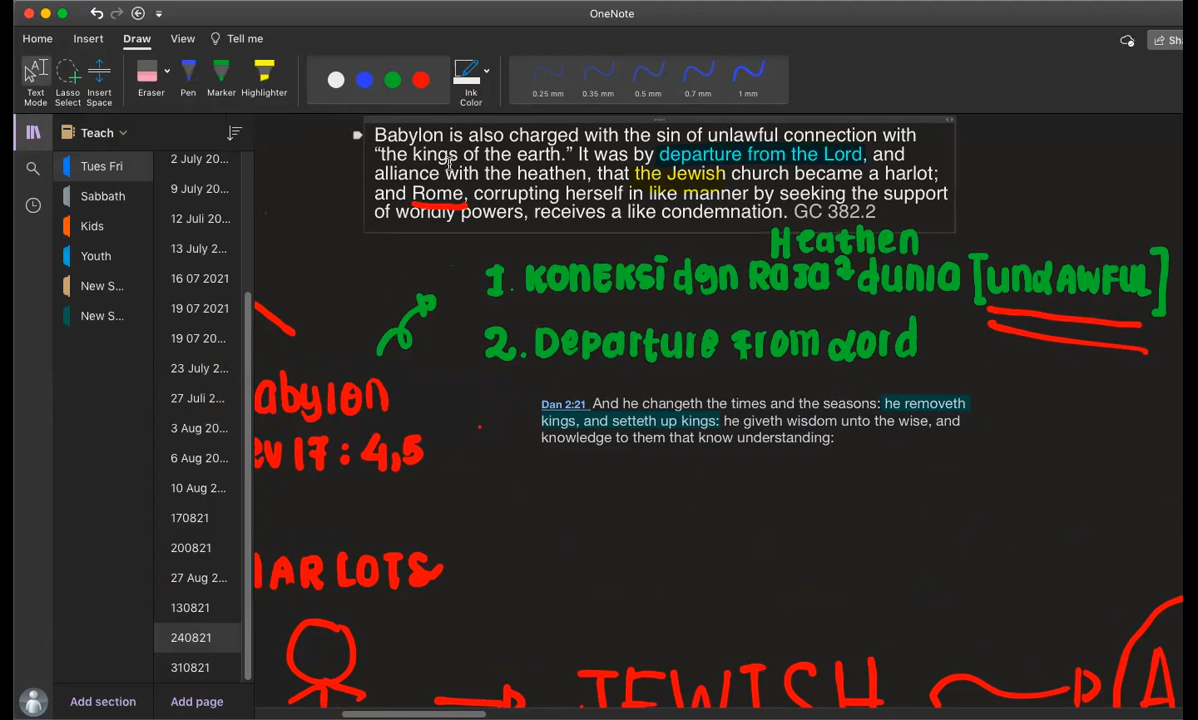 OneNote
Home Insert Draw View Tell me
Sha
Text Mode
Lasso Select
Insert Space
Eraser
Pen
Marker
Highlighter
Ink Color
0.25 mm 0.35 mm 0.5 mm 0.7 mm 1 mm
Teach
Tues Fri
Sabbath
Kids
Youth
New S...
New S...
2 July 20...
9 July 20...
12 Juli 20...
13 July 20...
16 07 2021
19 07 2021
19 07 20...
23 July 20...
27 Juli 20...
3 Aug 20...
6 Aug 20...
10 Aug 20...
170821
200821
27 Aug 2...
130821
240821
310821
Add section
Add page
Babylon is also charged with the sin of unlawful connection with
“the kings of the earth.” It was by departure from the Lord, and
alliance with the heathen, that the Jewish church became a harlot;
and Rome, corrupting herself in like manner by seeking the support
of worldly powers, receives a like condemnation. GC 382.2
Heathen
1. Koneksi dgn Raja² dunia [unLAWFUL]
2. Departure from Lord
Dan 2:21 And he changeth the times and the seasons: he removeth
kings, and setteth up kings: he giveth wisdom unto the wise, and
knowledge to them that know understanding:
abylon
ev 17 : 4,5
HARLOTS
JEWISH
A